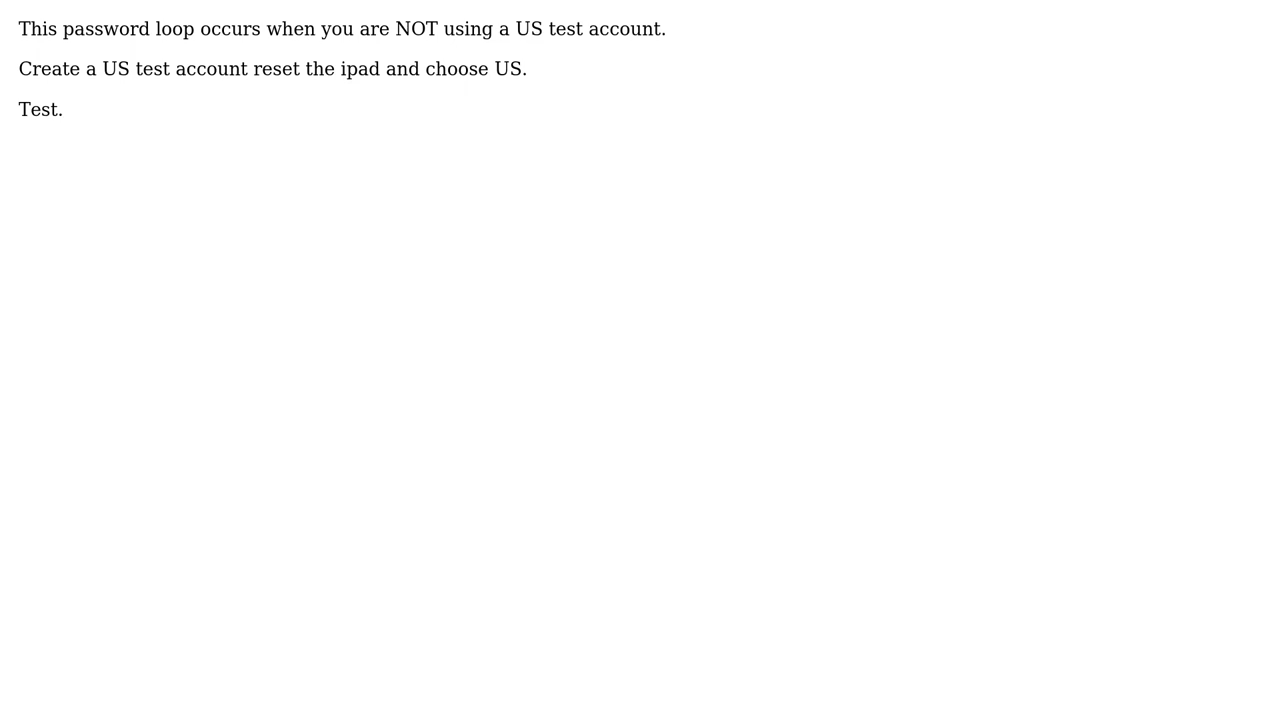 This password loop occurs when you are NOT using a US test account.
Create a US test account reset the ipad and choose US.
Test.